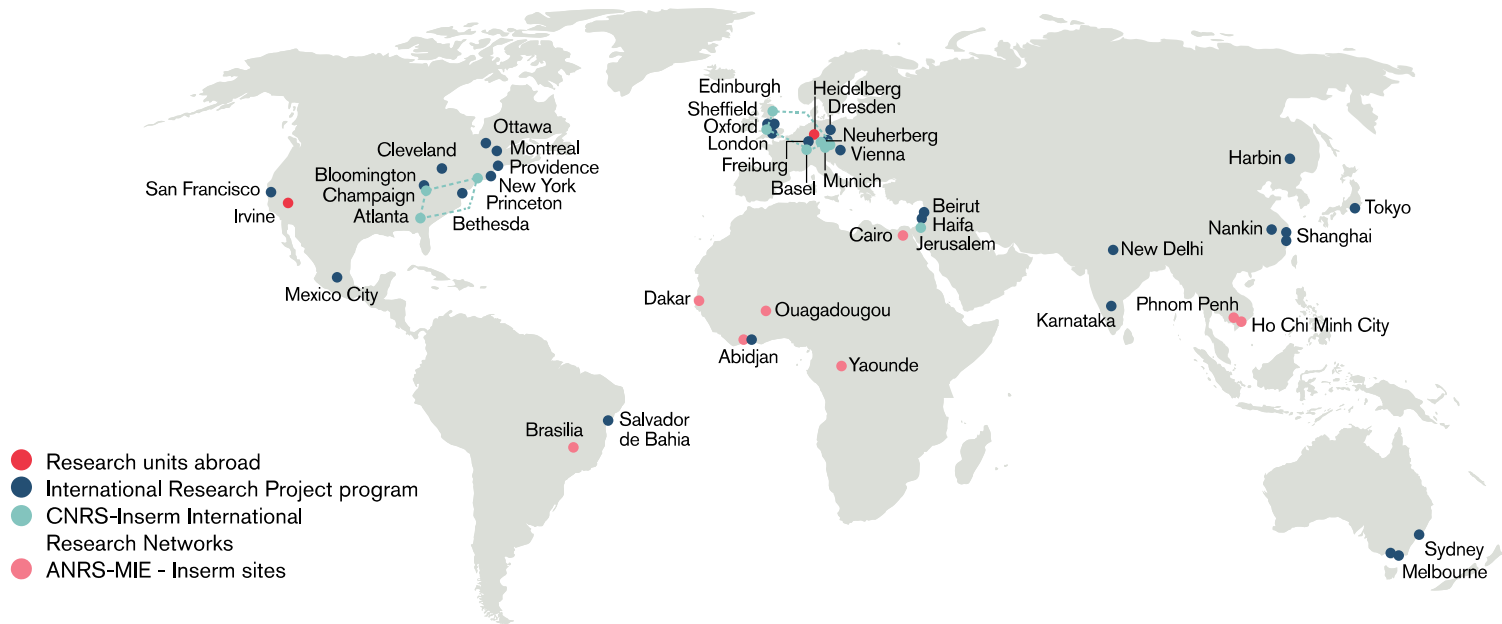 Edinburgh
Heidelberg
Sheffield
Dresden
Oxford
Neuherberg
London
Vienna
Freiburg
Basel
Munich
Ottawa
Montreal
Cleveland
Providence
Bloomington
New York
Champaign
Princeton
San Francisco
Irvine
Atlanta
Bethesda
Mexico City
Harbin
Tokyo
Nankin
Shanghai
Beirut
Haifa
Cairo
Jerusalem
New Delhi
Karnataka
Phnom Penh
Ho Chi Minh City
Dakar
Ouagadougou
Abidjan
Yaounde
Brasilia
Salvador
de Bahia
Sydney
Melbourne
Research units abroad
International Research Project program
CNRS-Inserm International
Research Networks
ANRS-MIE - Inserm sites